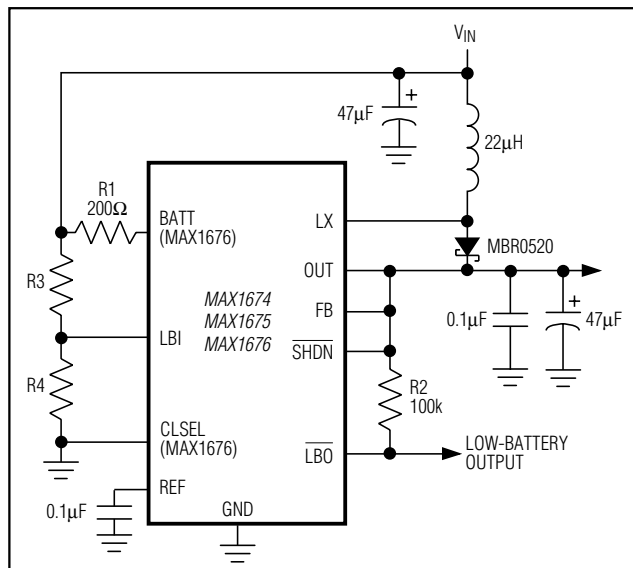 VIN
+
47µF
22µH
R1
200Ω
BATT
(MAX1676)
LX
MBR0520
OUT
R3
MAX1674
MAX1675
MAX1676
FB
+
0.1µF
47µF
LBI
SHDN
R4
R2
100k
CLSEL
(MAX1676)
LBO
LOW-BATTERY
OUTPUT
REF
0.1µF
GND